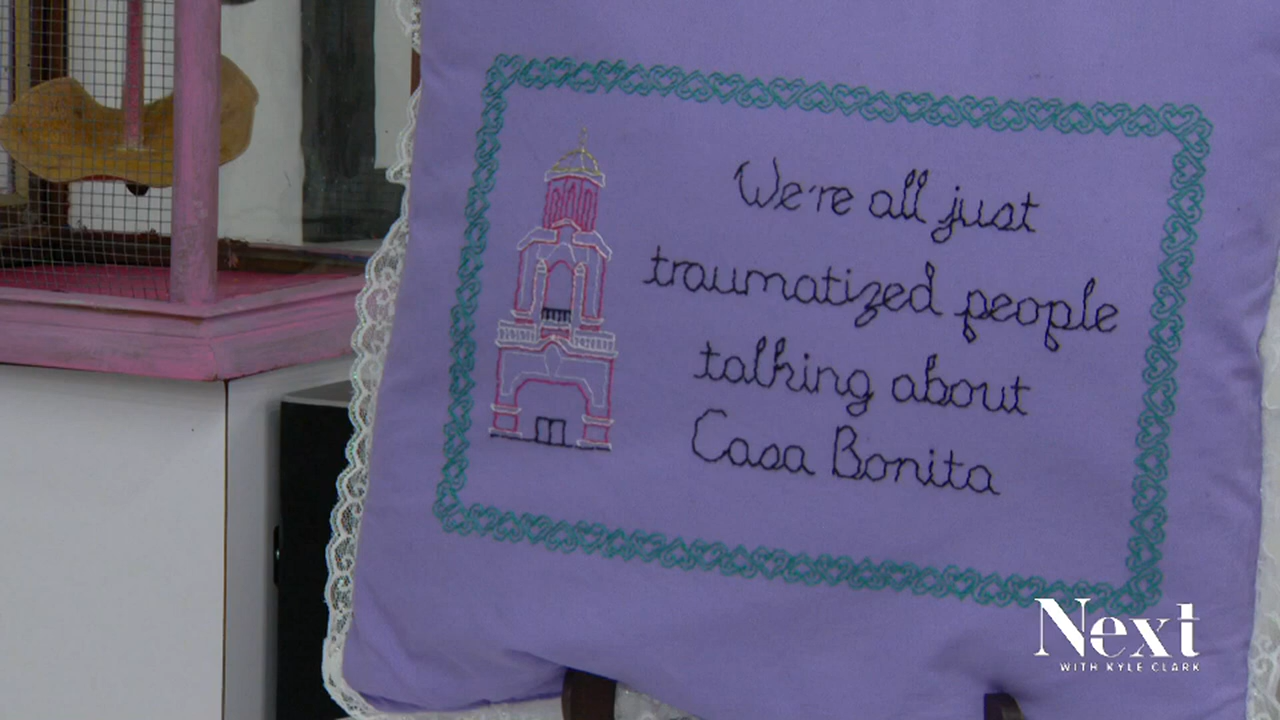 We're all just
traumatized people
talking about
Casa Bonita
Next
WITH KYLE CLARK